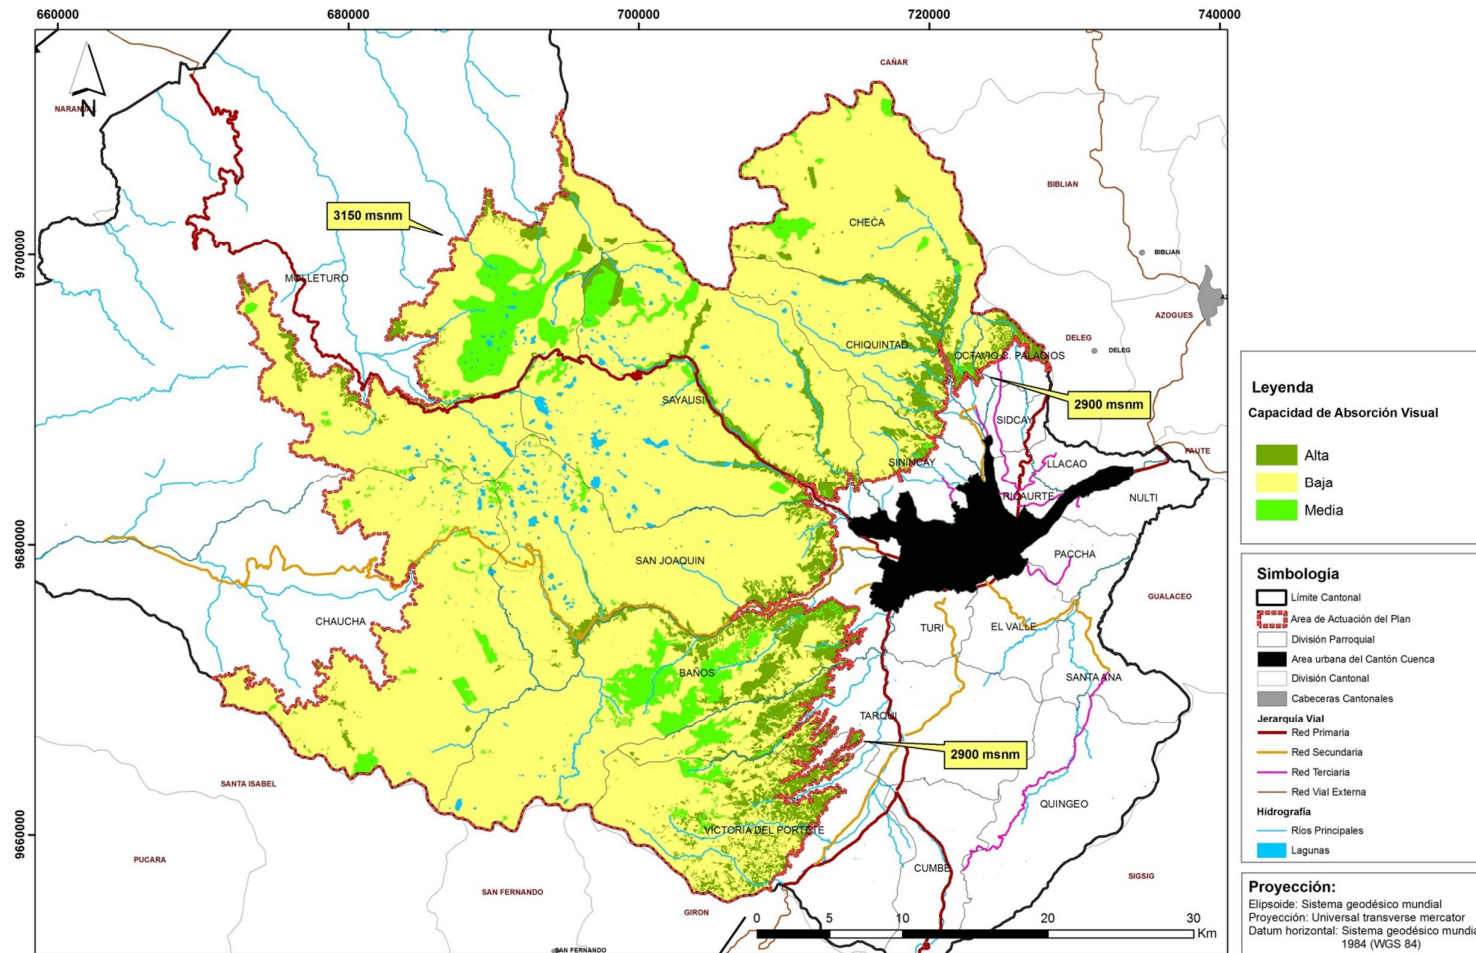 660000
680000
700000
720000
740000
CAÑAR
N
NARANJAL
BIBLIAN
3150 msnm
CHECA
9700000
BIBLIAN
MOLLETURO
AZOGUES
DELEG
CHIQUINTAD
OCTAVIO C. PALACIOS
DELEG
2900 msnm
SAYAUSI
SIDCAY
PAUTE
SININCAY
LLACAO
RICAURTE
NULTI
9680000
SAN JOAQUIN
PACCHA
GUALACEO
CHAUCHA
TURI
EL VALLE
BAÑOS
SANTA ANA
TARQUI
2900 msnm
SANTA ISABEL
QUINGEO
9660000
VICTORIA DEL PORTETE
PUCARA
CUMBE
SIGSIG
SAN FERNANDO
GIRON
SAN FERNANDO
0 5 10 20 30
Km
Leyenda
Capacidad de Absorción Visual
Alta
Baja
Media
Simbología
Límite Cantonal
Area de Actuación del Plan
División Parroquial
Area urbana del Cantón Cuenca
División Cantonal
Cabeceras Cantonales
Jerarquía Vial
Red Primaria
Red Secundaria
Red Terciaria
Red Vial Externa
Hidrografía
Ríos Principales
Lagunas
Proyección:
Elipsoide: Sistema geodésico mundial
Proyección: Universal transverse mercator
Datum horizontal: Sistema geodésico mundia
1984 (WGS 84)